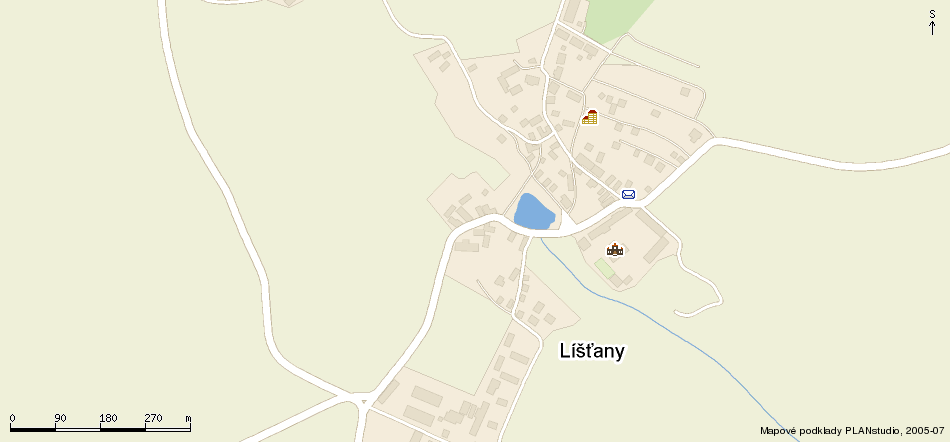 S
Líšťany
0 90 180 270 m
Mapové podklady PLANstudio, 2005-07